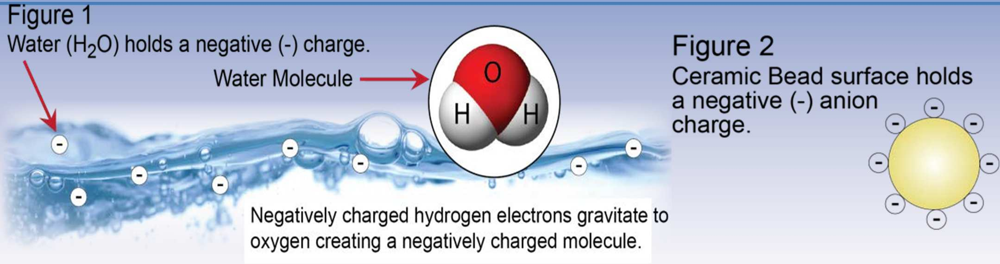 Figure 1
Water (H₂O) holds a negative (-) charge.
Water Molecule
O
H
H
-
-
-
-
-
-
-
-
Negatively charged hydrogen electrons gravitate to
oxygen creating a negatively charged molecule.
Figure 2
Ceramic Bead surface holds
a negative (-) anion
charge.
-
-
-
-
-
-
-
-